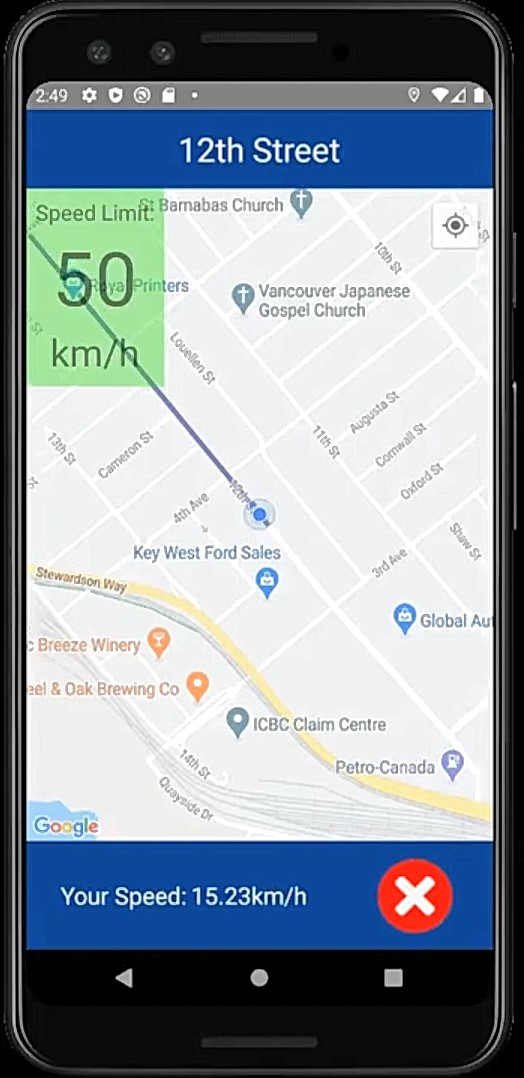 2:49
12th Street
Speed Limit:
50
km/h
St Barnabas Church
10th St
Royal Printers
Vancouver Japanese
Gospel Church
Louellen St
Augusta St
11th St
Cornwall St
13th St
Cameron St
Oxford St
12th
4th Ave
Shaw St
Key West Ford Sales
3rd Ave
Stewardson Way
Global Aut
c Breeze Winery
eel & Oak Brewing Co
ICBC Claim Centre
14th St
Petro-Canada
Quayside Dr
Google
Your Speed: 15.23km/h